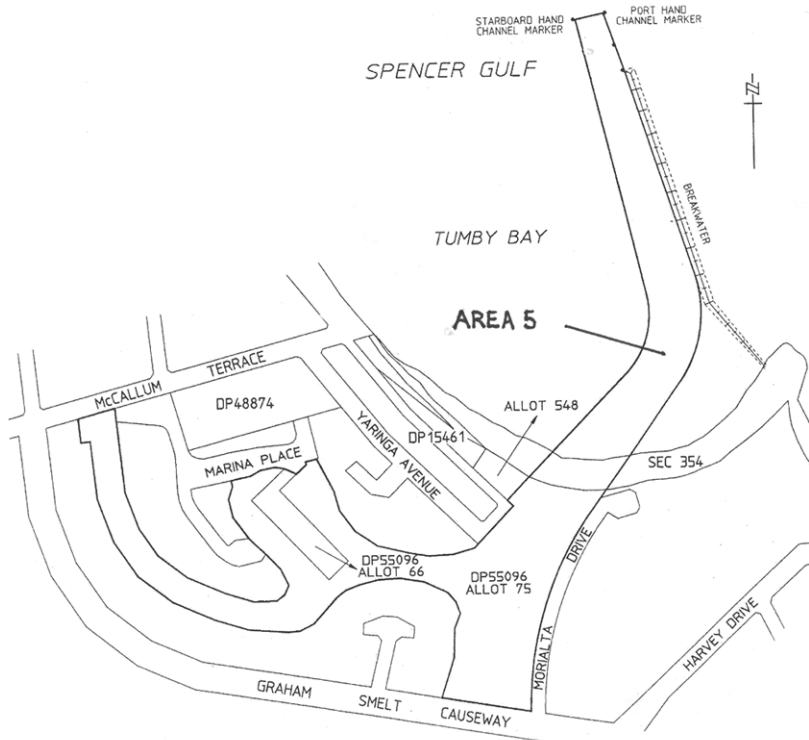 STARBOARD HAND
CHANNEL MARKER
PORT HAND
CHANNEL MARKER
SPENCER GULF
N
BREAKWATER
TUMBY BAY
AREA 5
McCALLUM TERRACE
DP48874
ALLOT 548
DP15461
YARINGA AVENUE
MARINA PLACE
SEC 354
DP55096
ALLOT 66
DP55096
ALLOT 75
MORIALTA DRIVE
HARVEY DRIVE
GRAHAM SMELT CAUSEWAY